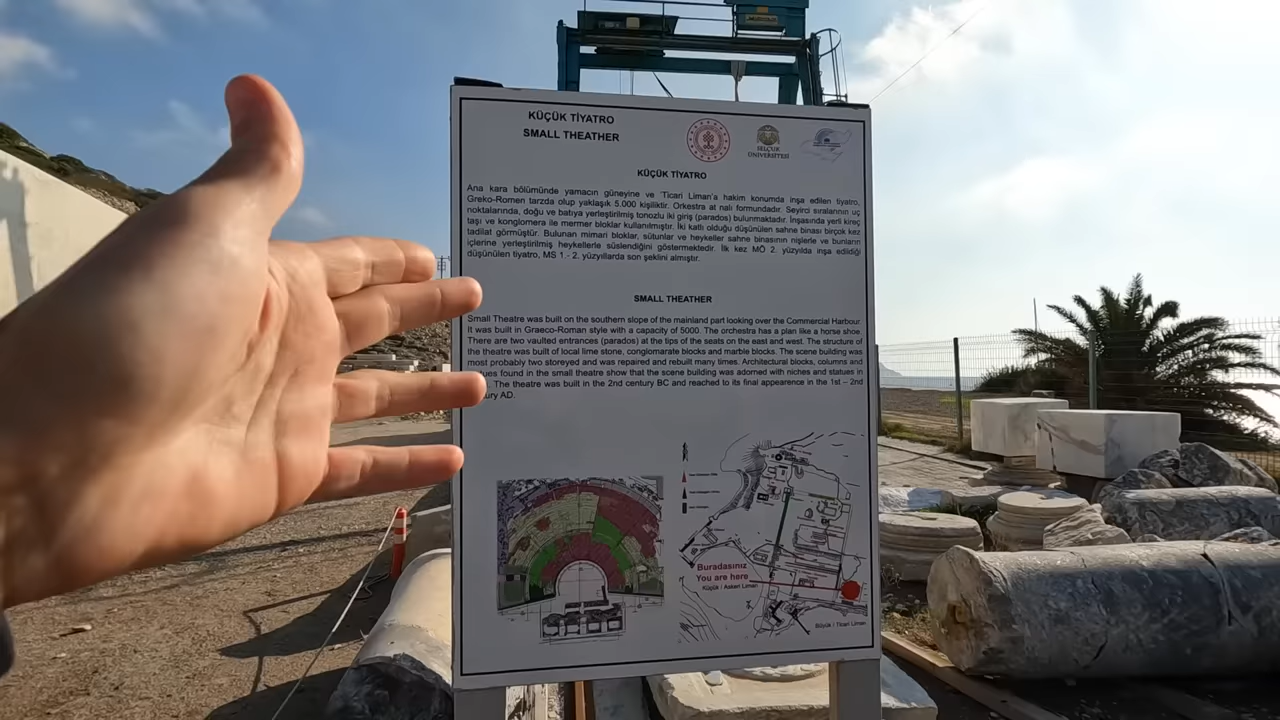 KÜÇÜK TİYATRO
SMALL THEATHER
SELÇUK
ÜNİVERSİTESİ
KÜÇÜK TİYATRO
Ana kara bölümünde yamacın güneyine ve 'Ticari Liman'a hakim konumda inşa edilen tiyatro,
Greko-Romen tarzda olup yaklaşık 5.000 kişiliktir. Orkestra at nalı formundadır. Seyirci sıralarının uç
noktalarında, doğu ve batıya yerleştirilmiş tonozlu iki giriş (parados) bulunmaktadır. İnşasında yerli kireç
taşı ve konglomera ile mermer bloklar kullanılmıştır. İki katlı olduğu düşünülen sahne binası birçok kez
tadilat görmüştür. Bulunan mimari bloklar, sütunlar ve heykeller sahne binasının nişlerle ve bunların
içlerine yerleştirilmiş heykellerle süslendiğini göstermektedir. İlk kez MÖ 2. yüzyılda inşa edildiği
düşünülen tiyatro, MS 1.- 2. yüzyıllarda son şeklini almıştır.
SMALL THEATHER
Small Theatre was built on the southern slope of the mainland part looking over the Commercial Harbour.
It was built in Graeco-Roman style with a capacity of 5000. The orchestra has a plan like a horse shoe.
There are two vaulted entrances (parados) at the tips of the seats on the east and west. The structure of
the theatre was built of local lime stone, conglomarate blocks and marble blocks. The scene building was
most probably two storeyed and was repaired and rebuilt many times. Architectural blocks, columns and
ues found in the small theatre show that the scene building was adorned with niches and statues in
. The theatre was built in the 2nd century BC and reached to its final appearence in the 1st – 2nd
ury AD.
Buradasınız
You are here
Küçük / Askeri Liman
Büyük / Ticari Liman